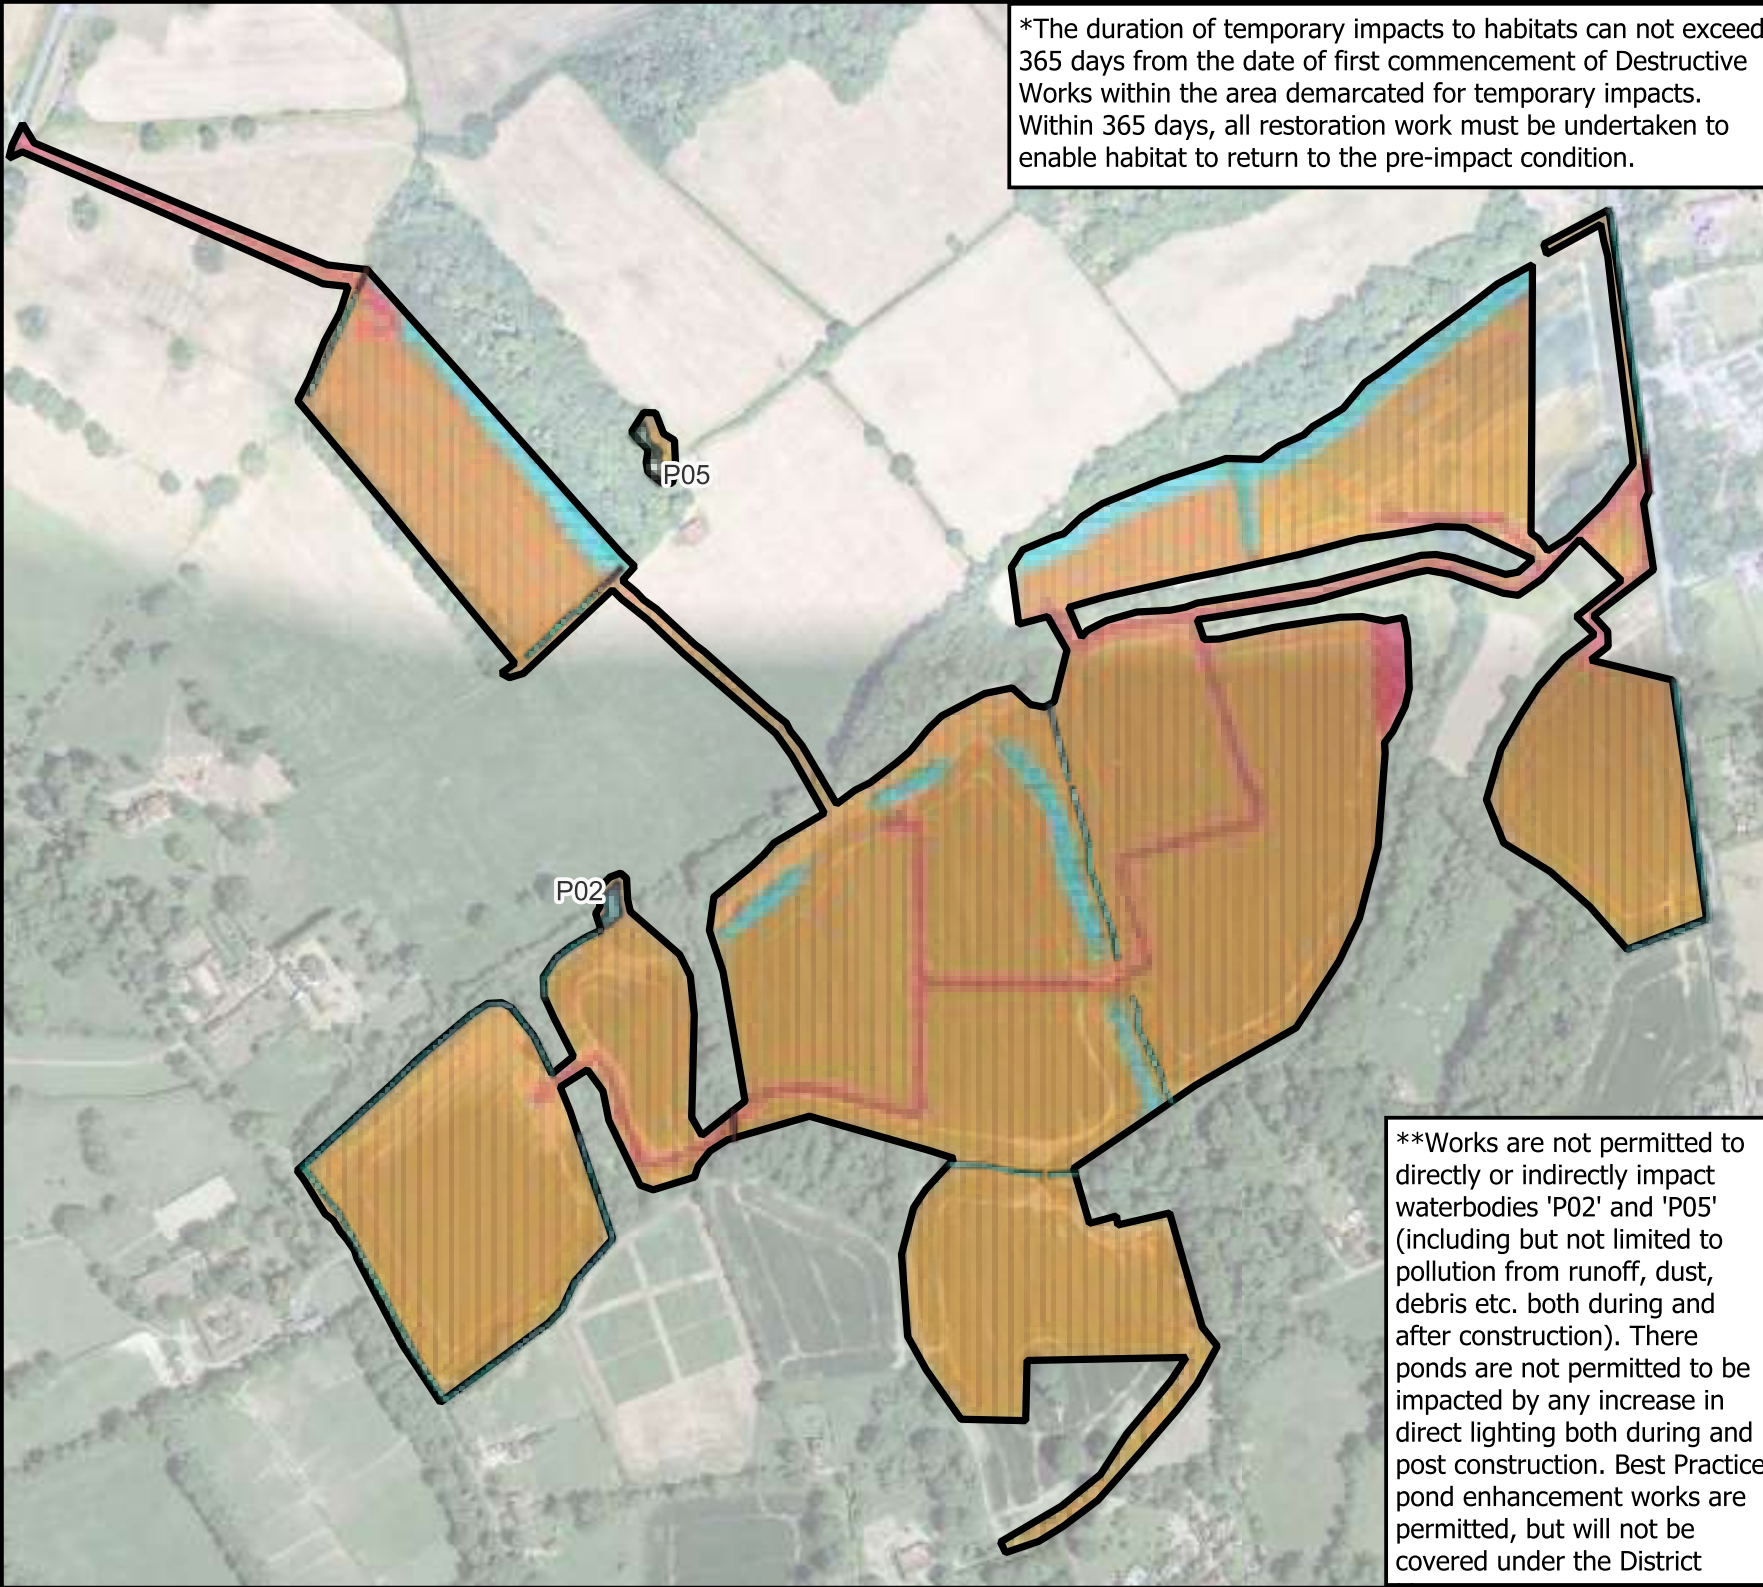 *The duration of temporary impacts to habitats can not exceed
365 days from the date of first commencement of Destructive
Works within the area demarcated for temporary impacts.
Within 365 days, all restoration work must be undertaken to
enable habitat to return to the pre-impact condition.
P05
P02
**Works are not permitted to
directly or indirectly impact
waterbodies 'P02' and 'P05'
(including but not limited to
pollution from runoff, dust,
debris etc. both during and
after construction). There
ponds are not permitted to be
impacted by any increase in
direct lighting both during and
post construction. Best Practice
pond enhancement works are
permitted, but will not be
covered under the District